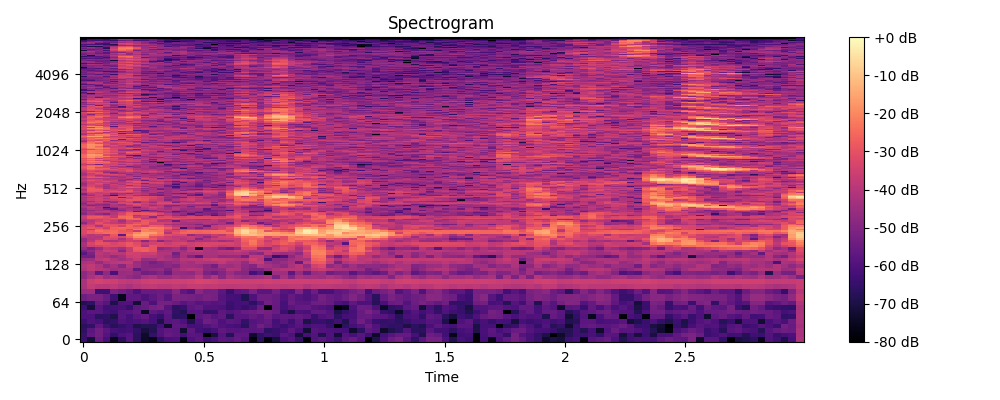 Spectrogram
+0 dB
4096
-10 dB
2048
-20 dB
1024
-30 dB
Hz
512
-40 dB
256
-50 dB
128
-60 dB
64
-70 dB
0
-80 dB
0 0.5 1 1.5 2 2.5
Time